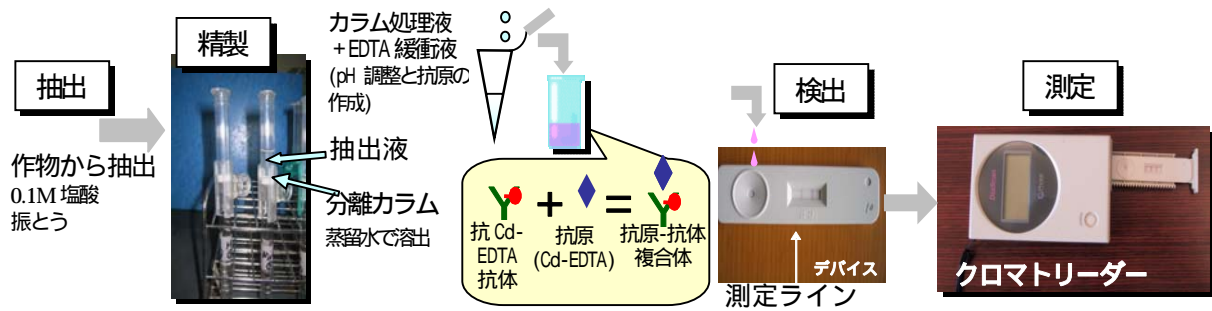 抽出
作物から抽出
0.1M 塩酸
振とう
精製
抽出液
分離カラム
蒸留水で溶出
カラム処理液
+EDTA 緩衝液
(pH 調整と抗原の
作成)
+
=
抗 Cd-
EDTA
抗体
抗原
(Cd-EDTA)
抗原-抗体
複合体
検出
デバイス
測定ライン
測定
クロマトリーダー